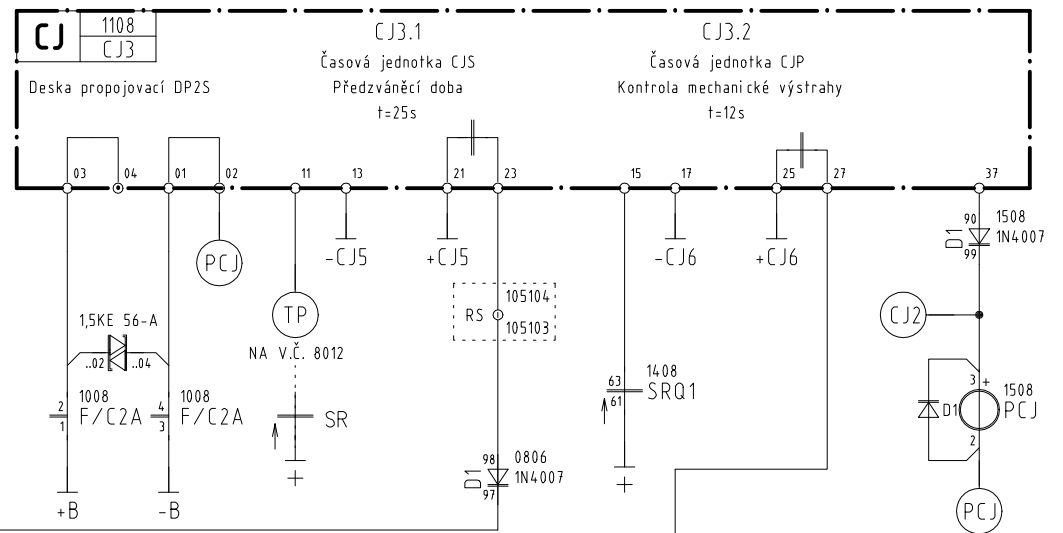 CJ 1108
CJ3
CJ3.1
CJ3.2
Časová jednotka CJS
Časová jednotka CJP
Deska propojovací DP2S
Předzváněcí doba
Kontrola mechanické výstrahy
t=25s
t=12s
03 04 01 02 11 13 21 23 15 17 25 27 37
90 1508
D1 1N4007
99
PCJ
-CJ5
+CJ5
-CJ6
+CJ6
105104
RS
105103
TP
CJ2
1,5KE 56-A
NA V.Č. 8012
..02 ..04
1008
2 F/C2A
1
1008
4 F/C2A
3
SR
63 1408
61 SRQ1
3 +
1508
D1 PCJ
2
98 0806
D1 1N4007
97
+
+
+B
-B
PCJ